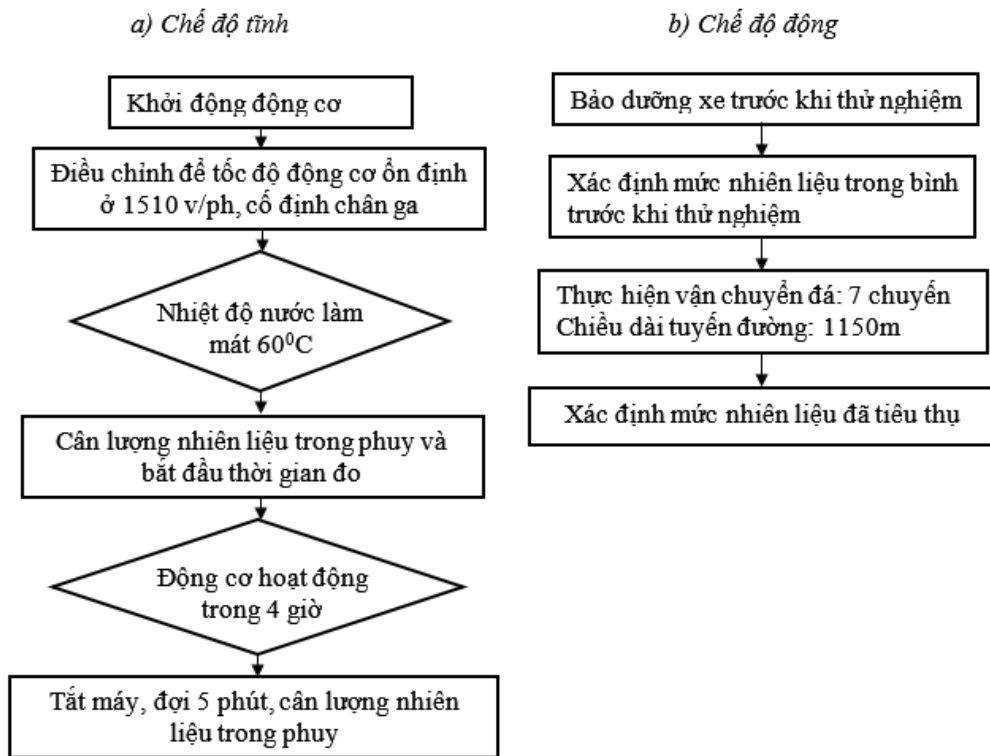 a) Chế độ tĩnh
Khởi động động cơ
Điều chỉnh để tốc độ động cơ ổn định
ở 1510 v/ph, cố định chân ga
Nhiệt độ nước làm
mát 60⁰C
Cân lượng nhiên liệu trong phuy và
bắt đầu thời gian đo
Động cơ hoạt động
trong 4 giờ
Tắt máy, đợi 5 phút, cân lượng nhiên
liệu trong phuy
b) Chế độ động
Bảo dưỡng xe trước khi thử nghiệm
Xác định mức nhiên liệu trong bình
trước khi thử nghiệm
Thực hiện vận chuyển đá: 7 chuyến
Chiều dài tuyến đường: 1150m
Xác định mức nhiên liệu đã tiêu thụ